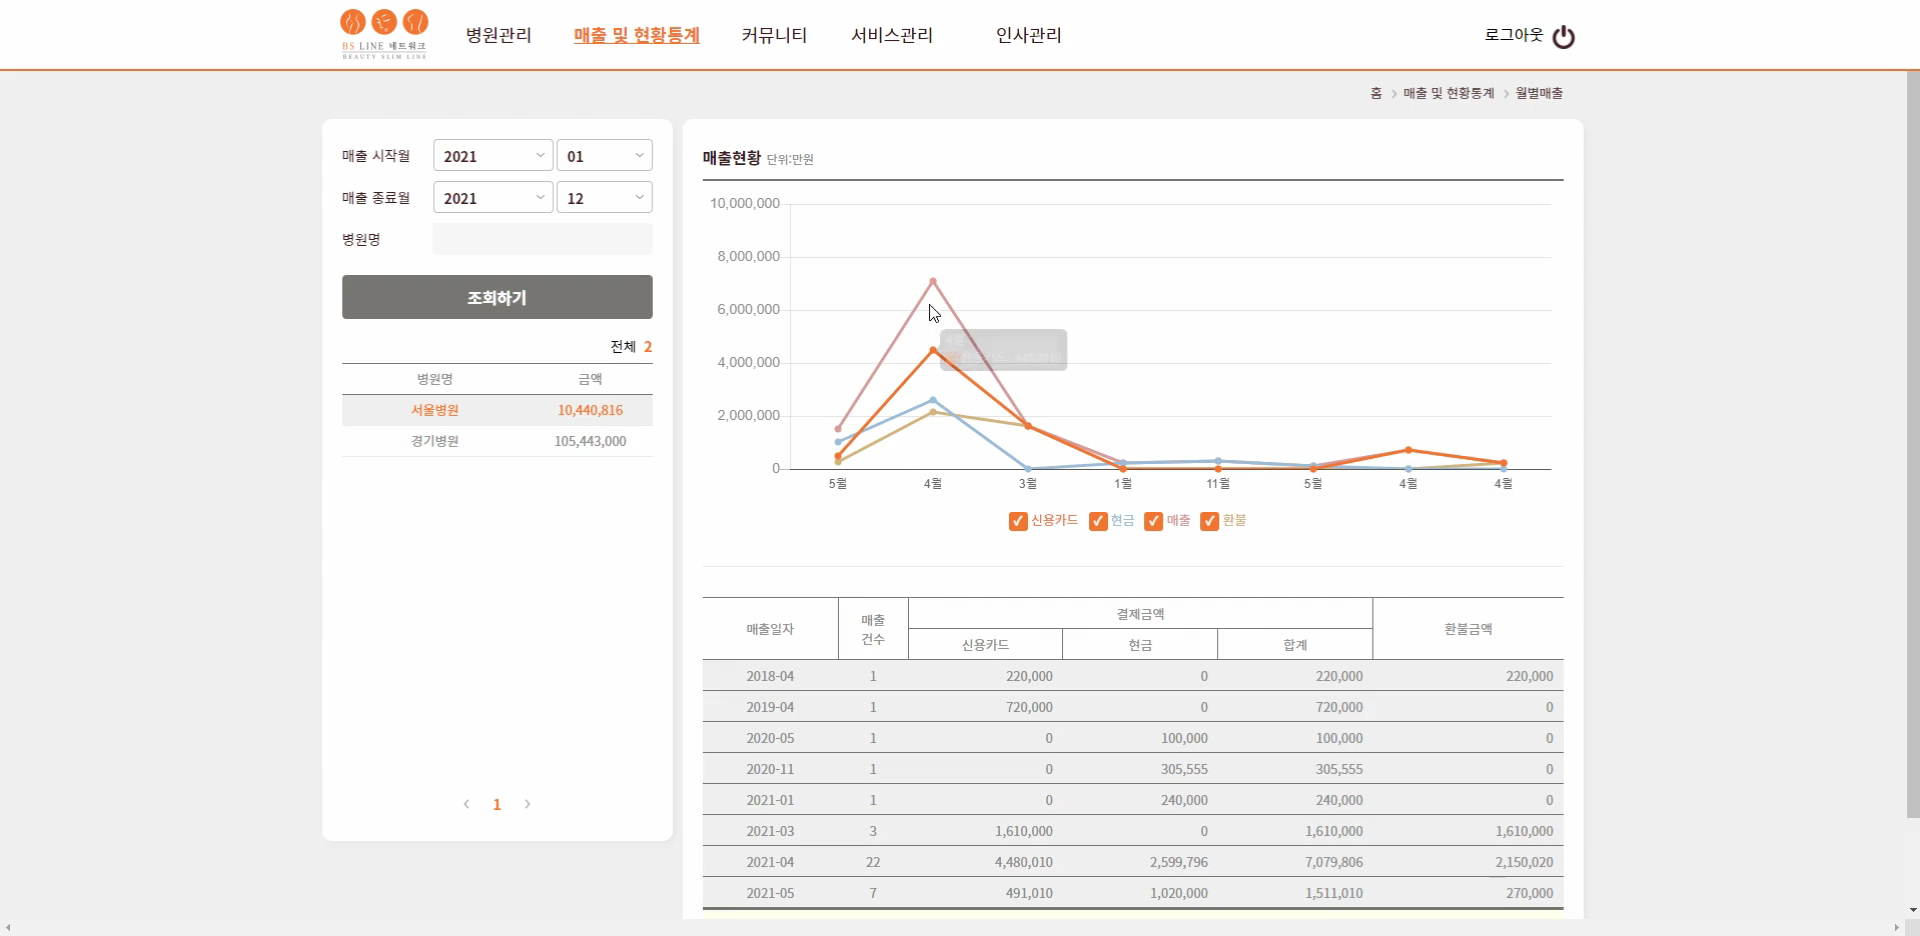 BS LINE 네트워크
BEAUTY SLIM LINE
병원관리 매출 및 현황통계 커뮤니티 서비스관리 인사관리 로그아웃
홈 > 매출 및 현황통계 > 월별매출
매출 시작월 2021 01
매출 종료월 2021 12
병원명
조회하기
전체 2
병원명 금액
서울병원 10,440,816
경기병원 105,443,000
1
매출현황 단위:만원
10,000,000
8,000,000
6,000,000
4,000,000
2,000,000
0
5월 4월 3월 1월 11월 5월 4월 4월
신용카드 현금 매출 환불
매출일자 매출 건수 결제금액 환불금액
신용카드 현금 합계
2018-04 1 220,000 0 220,000 220,000
2019-04 1 720,000 0 720,000 0
2020-05 1 0 100,000 100,000 0
2020-11 1 0 305,555 305,555 0
2021-01 1 0 240,000 240,000 0
2021-03 3 1,610,000 0 1,610,000 1,610,000
2021-04 22 4,480,010 2,599,796 7,079,806 2,150,020
2021-05 7 491,010 1,020,000 1,511,010 270,000